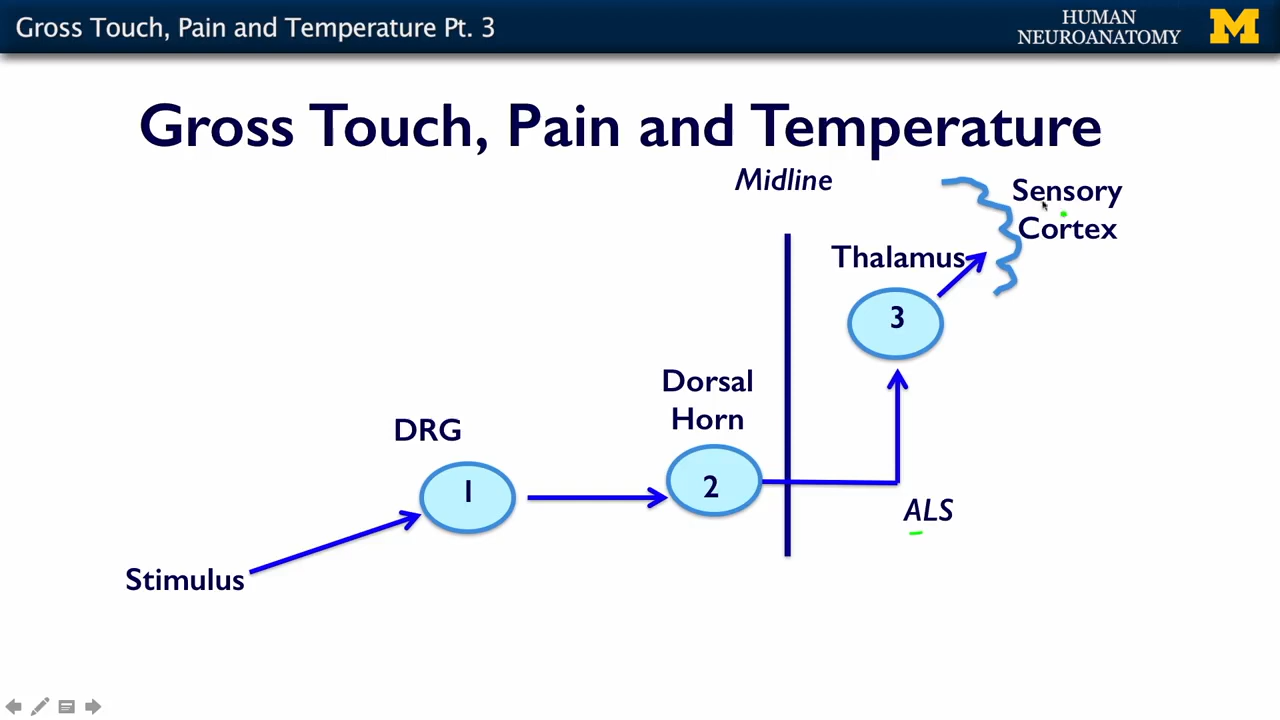 Gross Touch, Pain and Temperature Pt. 3
HUMAN
NEUROANATOMY
M
Gross Touch, Pain and Temperature
Midline
Sensory
Cortex
Thalamus
3
Dorsal
Horn
2
DRG
1
ALS
Stimulus